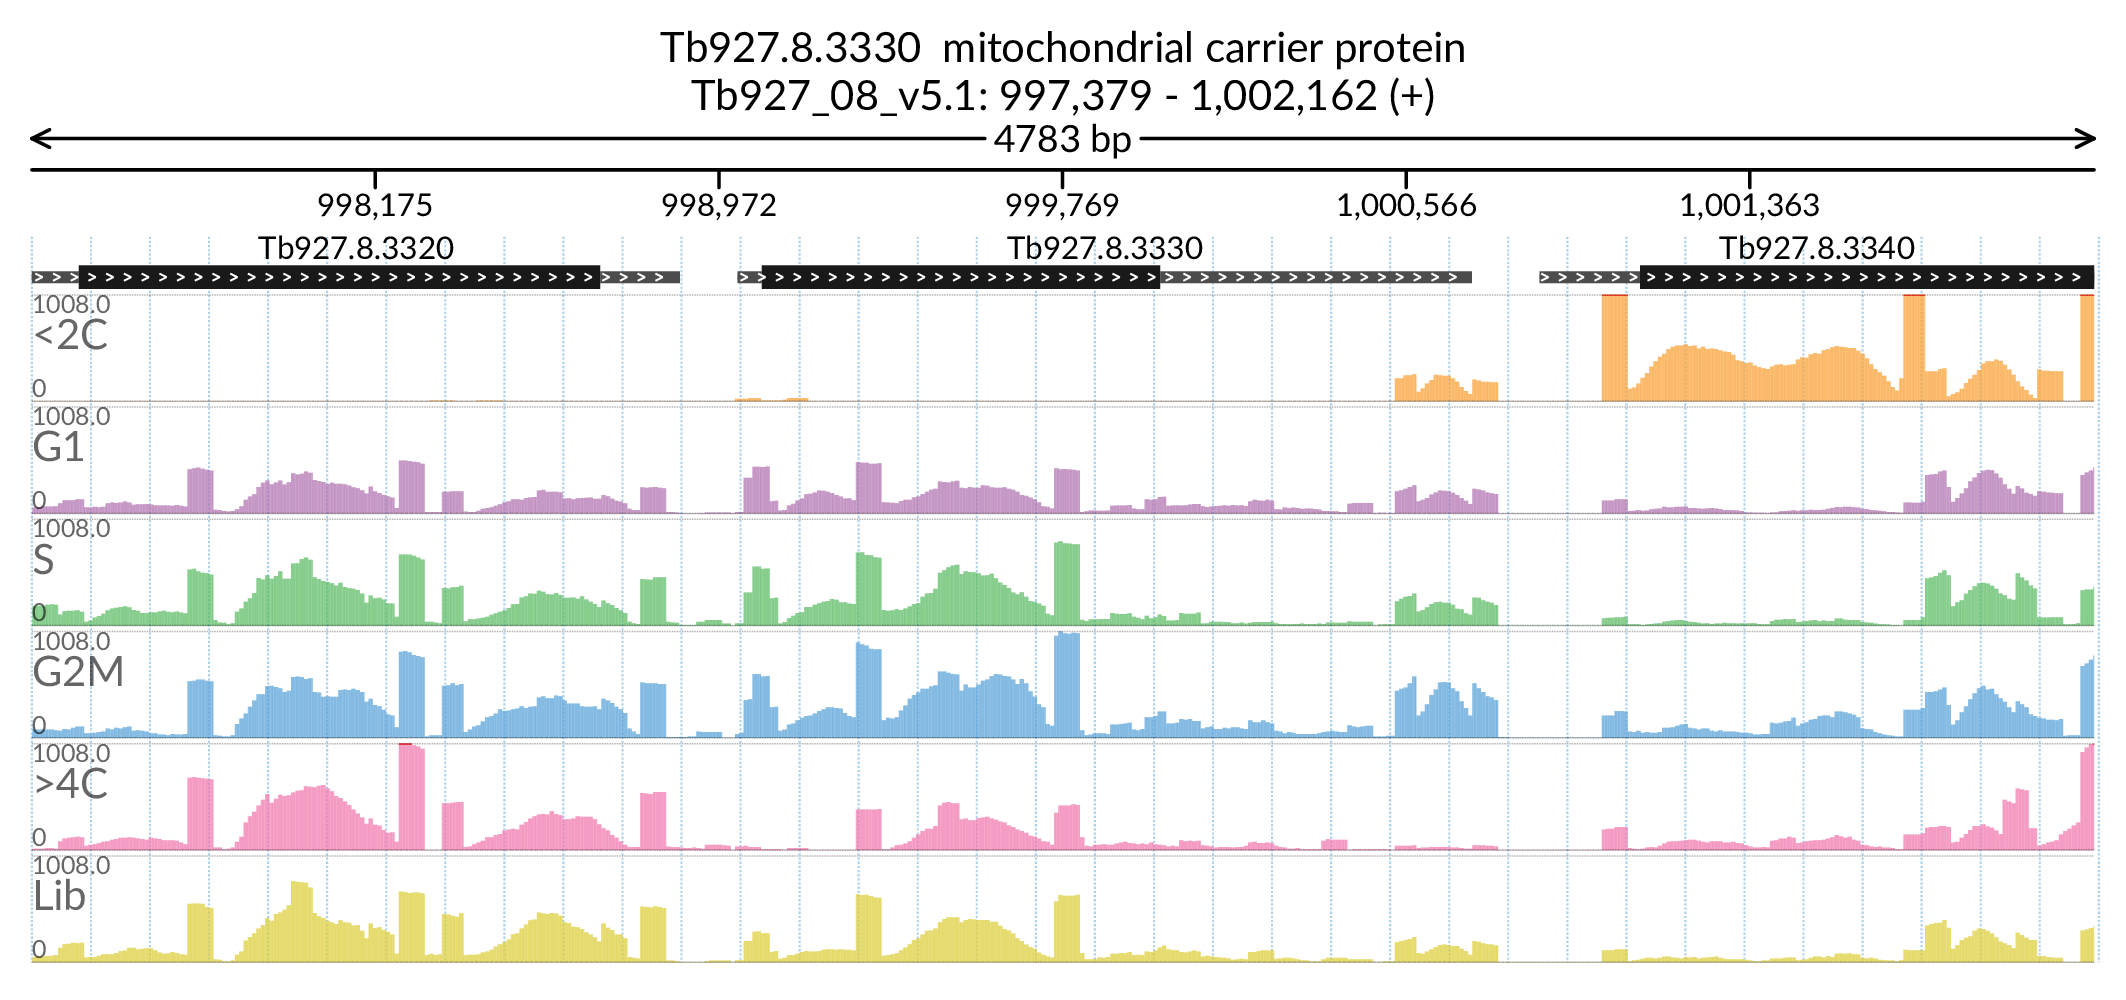 Tb927.8.3330  mitochondrial carrier protein
Tb927_08_v5.1: 997,379 - 1,002,162 (+)
4783 bp
998,175 998,972 999,769 1,000,566 1,001,363
Tb927.8.3320 Tb927.8.3330 Tb927.8.3340
1008.0
<2C
0
1008.0
G1
0
1008.0
S
0
1008.0
G2M
0
1008.0
>4C
0
1008.0
Lib
0